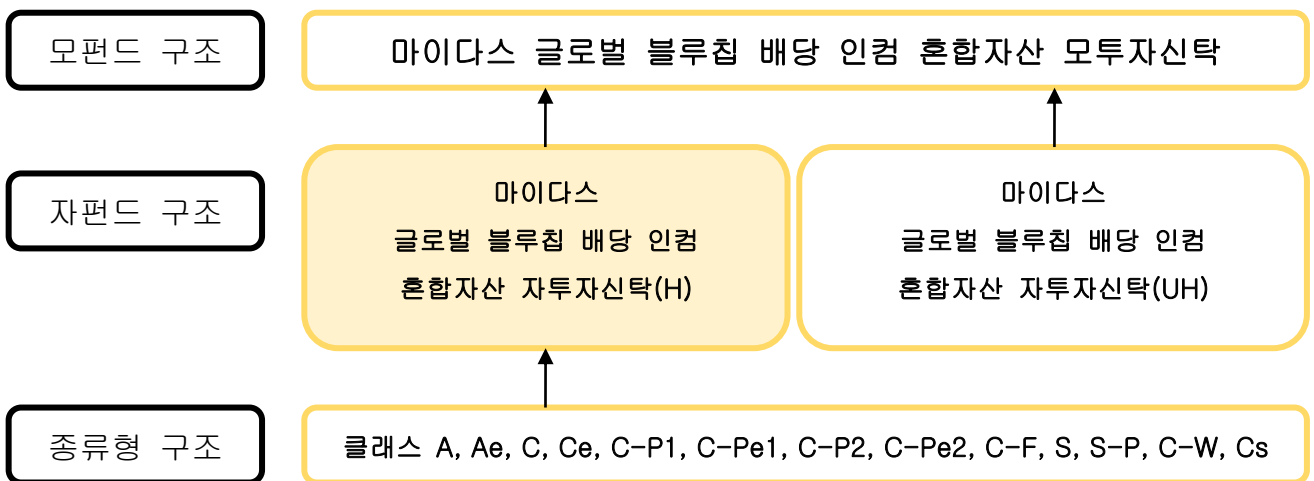 모펀드 구조
마이다스 글로벌 블루칩 배당 인컴 혼합자산 모투자신탁
자펀드 구조
마이다스
글로벌 블루칩 배당 인컴
혼합자산 자투자신탁(H)
마이다스
글로벌 블루칩 배당 인컴
혼합자산 자투자신탁(UH)
종류형 구조
클래스 A, Ae, C, Ce, C-P1, C-Pe1, C-P2, C-Pe2, C-F, S, S-P, C-W, Cs